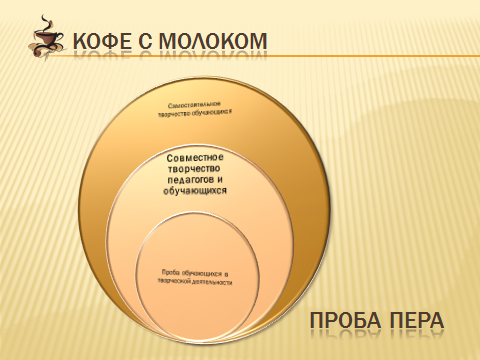 КОФЕ С МОЛОКОМ
Самостоятельное
творчество обучающихся
Совместное
творчество
педагогов и
обучающихся
Проба обучающихся в
творческой деятельности
ПРОБА ПЕРА